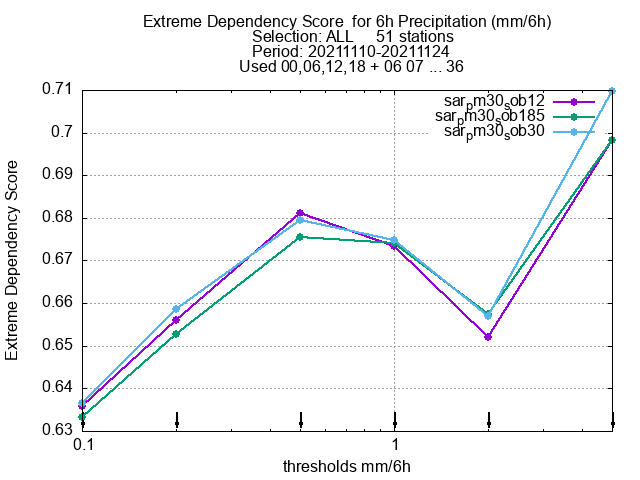 Extreme Dependency Score  for 6h Precipitation (mm/6h)
Selection: ALL     51 stations
Period: 20211110-20211124
Used 00,06,12,18 + 06 07 ... 36
sar_pm30_sob12
sar_pm30_sob185
sar_pm30_sob30
Extreme Dependency Score
0.71
0.7
0.69
0.68
0.67
0.66
0.65
0.64
0.63
0.1
1
thresholds mm/6h